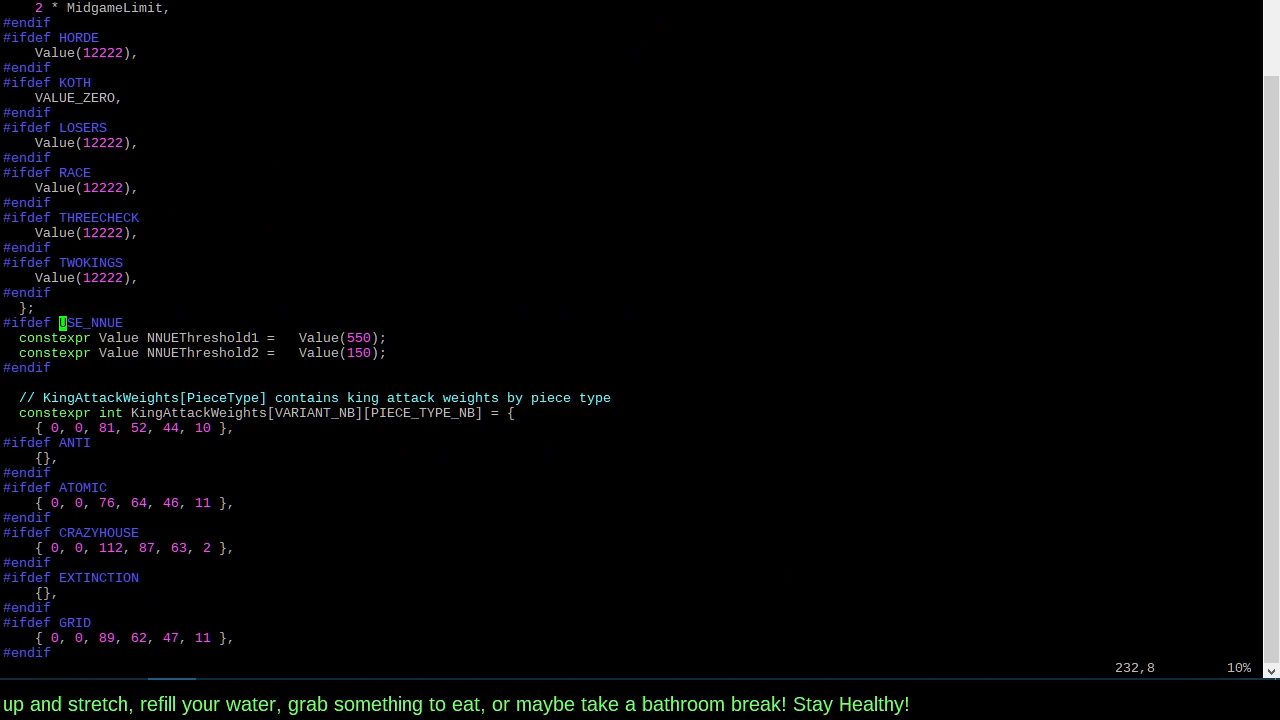 2 * MidgameLimit,
#endif
#ifdef HORDE
    Value(12222),
#endif
#ifdef KOTH
    VALUE_ZERO,
#endif
#ifdef LOSERS
    Value(12222),
#endif
#ifdef RACE
    Value(12222),
#endif
#ifdef THREECHECK
    Value(12222),
#endif
#ifdef TWOKINGS
    Value(12222),
#endif
  };
#ifdef USE_NNUE
  constexpr Value NNUEThreshold1 =   Value(550);
  constexpr Value NNUEThreshold2 =   Value(150);
#endif

  // KingAttackWeights[PieceType] contains king attack weights by piece type
  constexpr int KingAttackWeights[VARIANT_NB][PIECE_TYPE_NB] = {
    { 0, 0, 81, 52, 44, 10 },
#ifdef ANTI
    {},
#endif
#ifdef ATOMIC
    { 0, 0, 76, 64, 46, 11 },
#endif
#ifdef CRAZYHOUSE
    { 0, 0, 112, 87, 63, 2 },
#endif
#ifdef EXTINCTION
    {},
#endif
#ifdef GRID
    { 0, 0, 89, 62, 47, 11 },
#endif
232,8 10%
up and stretch, refill your water, grab something to eat, or maybe take a bathroom break! Stay Healthy!